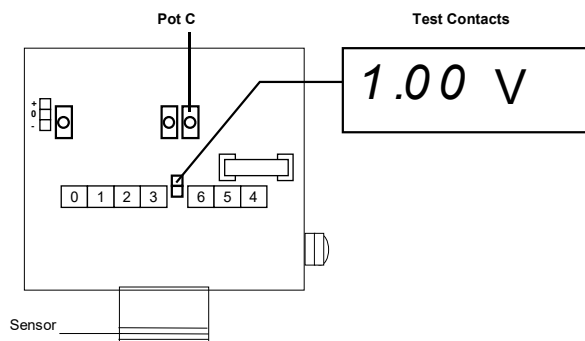 Pot C
Test Contacts
1.00 V
+
0
-
0 1 2 3 6 5 4
Sensor